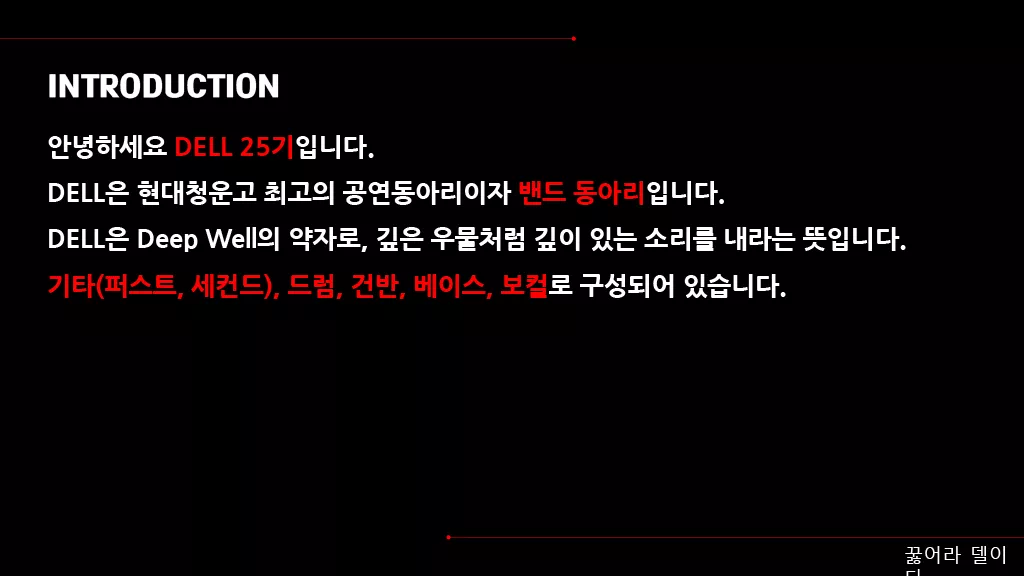 INTRODUCTION
안녕하세요 DELL 25기입니다.
DELL은 현대청운고 최고의 공연동아리이자 밴드 동아리입니다.
DELL은 Deep Well의 약자로, 깊은 우물처럼 깊이 있는 소리를 내라는 뜻입니다.
기타(퍼스트, 세컨드), 드럼, 건반, 베이스, 보컬로 구성되어 있습니다.
꿇어라 델이